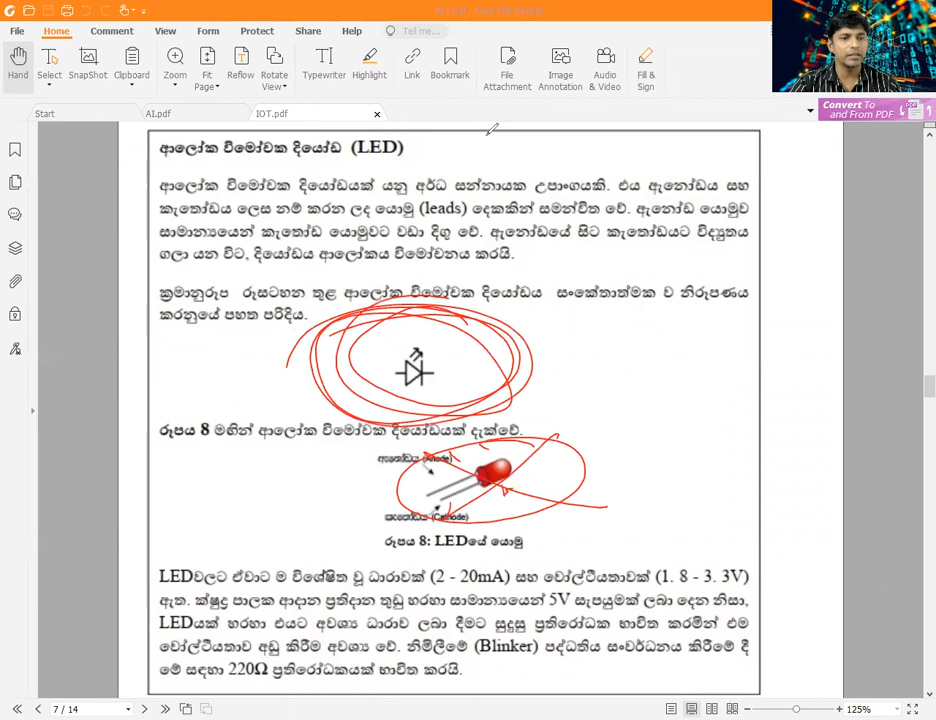 IOT.pdf - Foxit PDF Reader
File Home Comment View Form Protect Share Help Tell me...
Hand Select SnapShot Clipboard Zoom Fit Page Reflow Rotate View Typewriter Highlight Link Bookmark File Attachment Image Annotation Audio & Video Fill & Sign
Start AI.pdf IOT.pdf
Convert To and From PDF
ආලෝක විමෝචක දියෝඩ (LED)
ආලෝක විමෝචක දියෝඩයක් යනු අර්ධ සන්නායක උපාංගයකි. එය ඇනෝඩය සහ
කැතෝඩය ලෙස නම් කරන ලද යොමු (leads) දෙකකින් සමන්විත වේ. ඇනෝඩ යොමුව
සාමාන්‍යයෙන් කැතෝඩ යොමුවට වඩා දිගු වේ. ඇනෝඩයේ සිට කැතෝඩයට විද්‍යුතය
ගලා යන විට, දියෝඩය ආලෝකය විමෝචනය කරයි.
ක්‍රමානුරූප රූසටහන තුළ ආලෝක විමෝචක දියෝඩය සංකේතාත්මක ව නිරූපණය
කරනුයේ පහත පරිදිය.
රූපය 8 මඟින් ආලෝක විමෝචක දියෝඩයක් දැක්වේ.
ඇනෝඩය (Anode)
කැතෝඩය (Cathode)
රූපය 8: LEDයේ යොමු
LEDවලට ඒවාට ම විශේෂිත වූ ධාරාවක් (2 - 20mA) සහ වෝල්ටීයතාවක් (1. 8 - 3. 3V)
ඇත. ක්ෂුද්‍ර පාලක ආදාන ප්‍රතිදාන තුඩු හරහා සාමාන්‍යයෙන් 5V සැපයුමක් ලබා දෙන නිසා,
LEDයක් හරහා එයට අවශ්‍ය ධාරාව ලබා දීමට සුදුසු ප්‍රතිරෝධක භාවිත කරමින් එම
වෝල්ටීයතාව අඩු කිරීම අවශ්‍ය වේ. නිමිලීමේ (Blinker) පද්ධතිය සංවර්ධනය කිරීමේ දී
මේ සඳහා 220Ω ප්‍රතිරෝධකයක් භාවිත කරයි.
7 / 14
125%